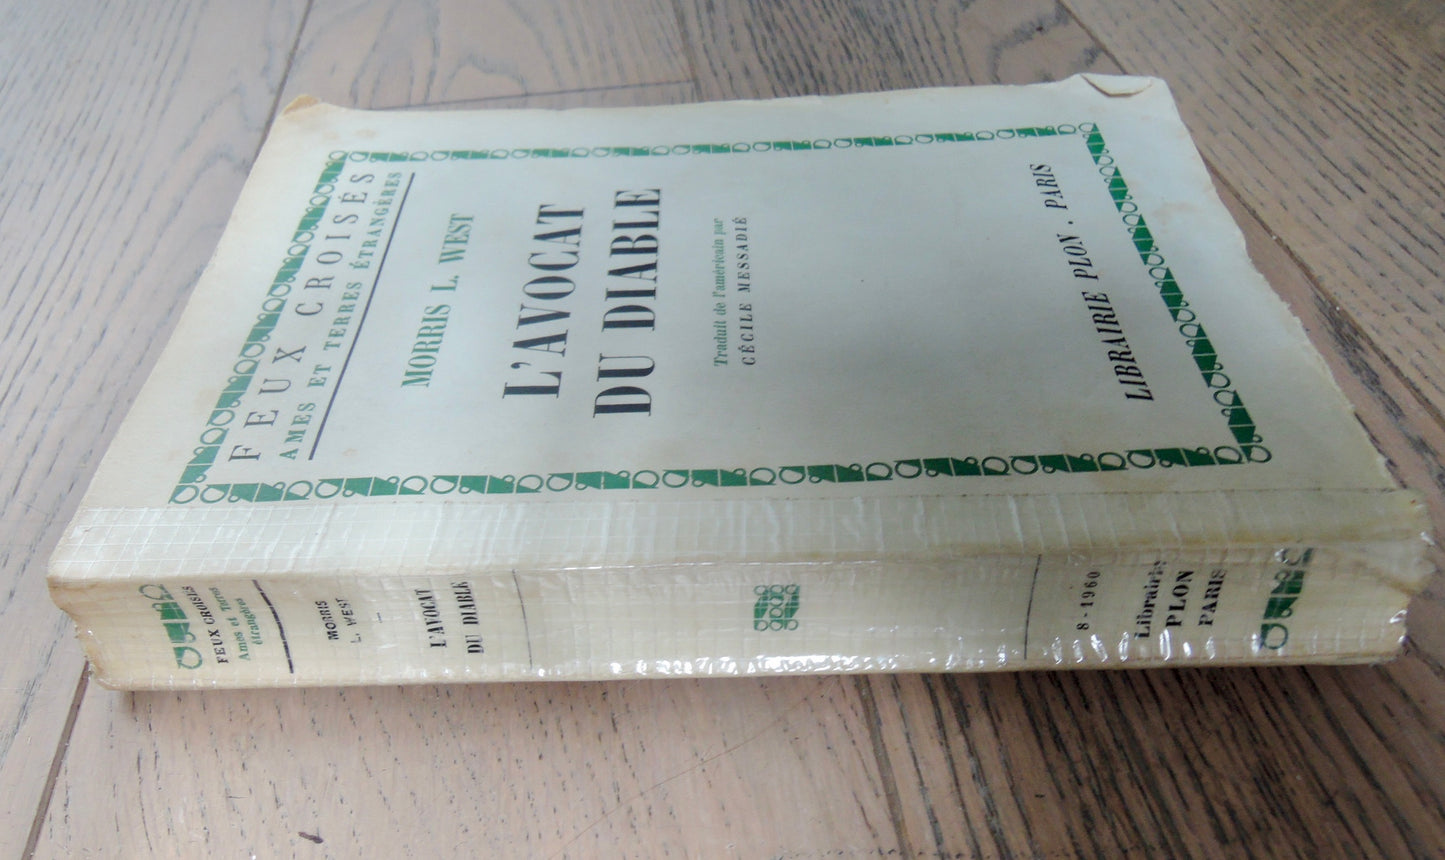 FEUX CROISÉS
AMES ET TERRES ÉTRANGÈRES
MORRIS L. WEST
L'AVOCAT
DU DIABLE
Traduit de l'américain par
CÉCILE MESSADIÉ
LIBRAIRIE PLON . PARIS
FEUX CROISÉS
Ames et Terres
étrangères
MORRIS
L. WEST
L'AVOCAT
DU DIABLE
8 - 1960
Librairie
PLON
PARIS